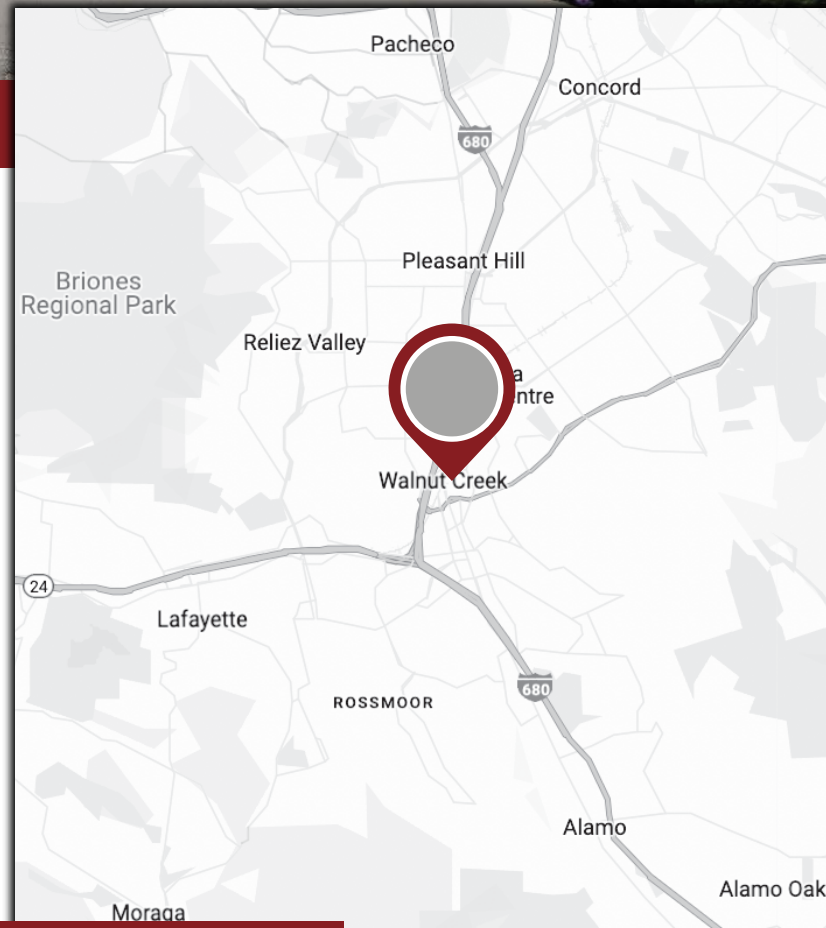 Pacheco
Concord
680
Pleasant Hill
Briones
Regional Park
Reliez Valley
Walnut Creek
24
Lafayette
680
ROSSMOOR
Alamo
Alamo Oak
Moraga